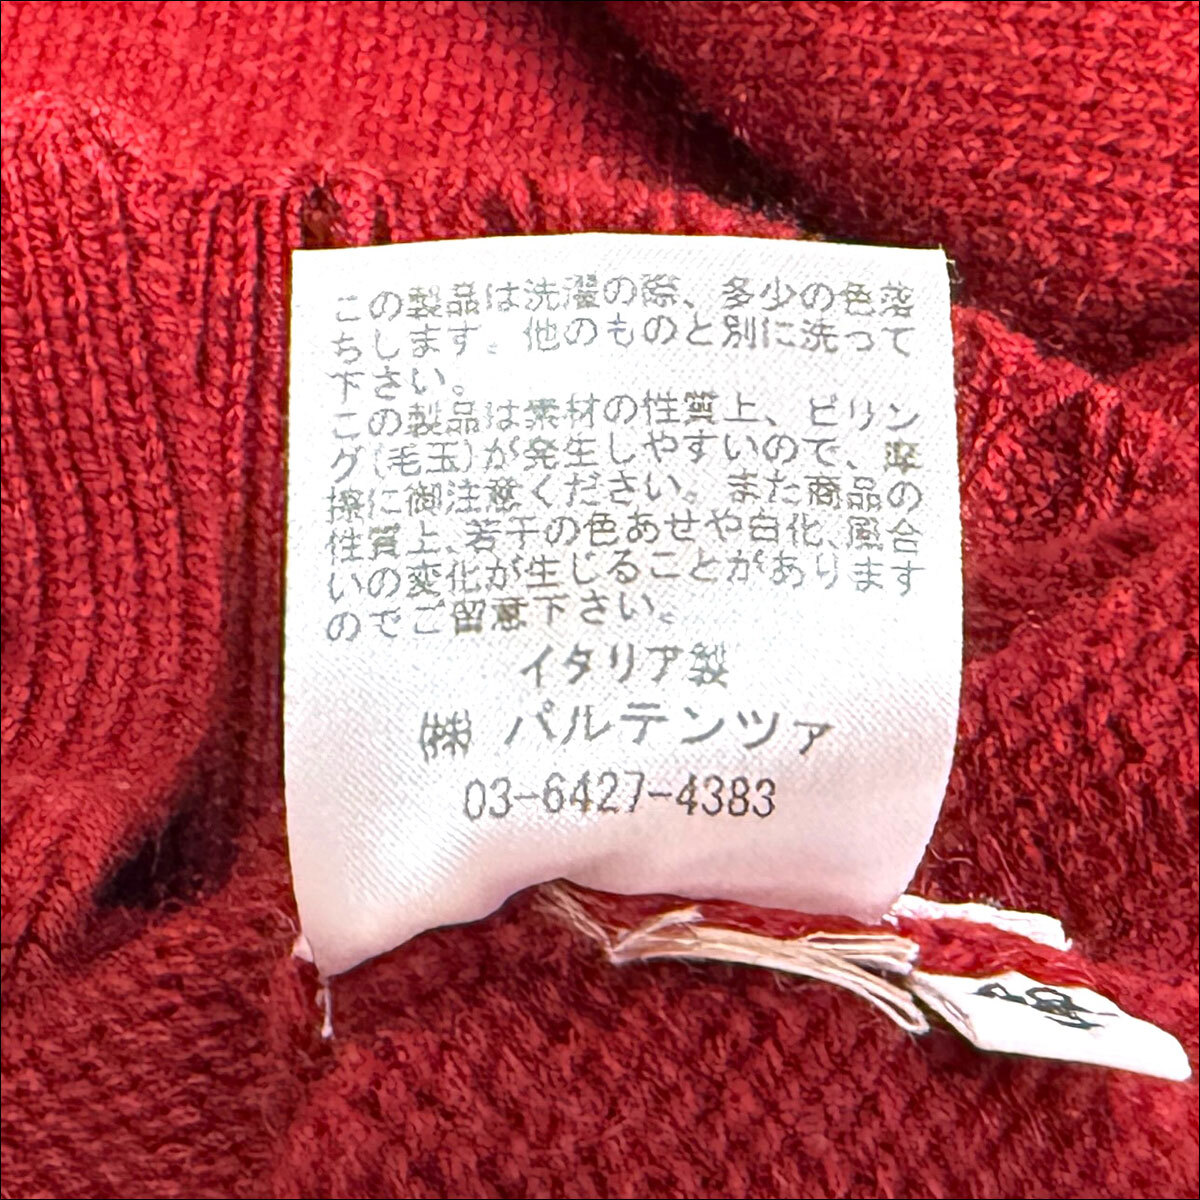 この製品は洗濯の際、多少の色落
ちします。他のものと別に洗って
下さい。
この製品は素材の性質上、ピリン
グ(毛玉)が発生しやすいので、摩
擦に御注意ください。また商品の
性質上、若干の色あせや白化、風合
いの変化が生じることがあります
のでご留意下さい。
イタリア製
㈱ バルテンツァ
03-6427-4383